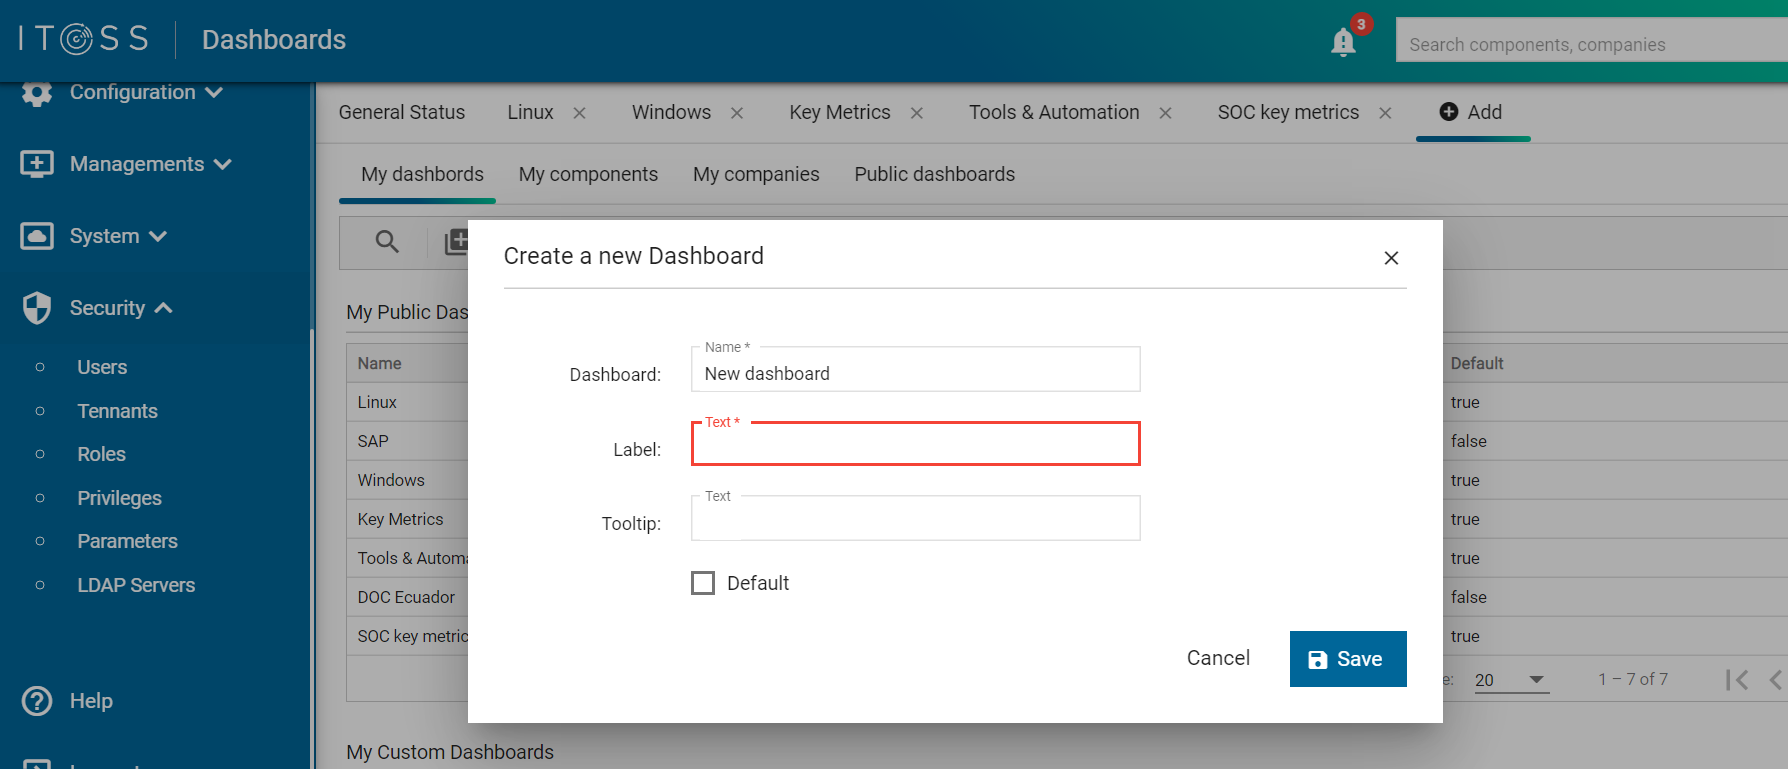 ITOSS
Dashboards
3
Search components, companies
Configuration
Managements
System
Security
Users
Tennants
Roles
Privileges
Parameters
LDAP Servers
Help
General Status
Linux
Windows
Key Metrics
Tools & Automation
SOC key metrics
Add
My dashbords
My components
My companies
Public dashboards
My Public Das
Name
Default
Linux
true
SAP
false
Windows
true
Key Metrics
true
Tools & Automa
true
DOC Ecuador
false
SOC key metric
true
e:
20
1 – 7 of 7
My Custom Dashboards
Create a new Dashboard
Dashboard:
Name *
New dashboard
Label:
Text *
Tooltip:
Text
Default
Cancel
Save